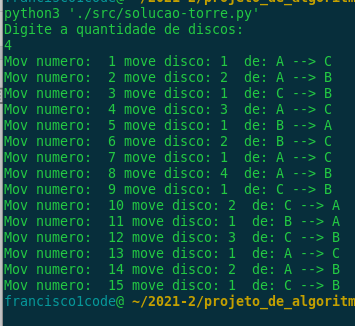 francisco1code@ ~/2021-2/projeto_de_algoritm
python3 './src/solucao-torre.py'
Digite a quantidade de discos:
4
Mov numero:  1 move disco: 1  de: A --> C
Mov numero:  2 move disco: 2  de: A --> B
Mov numero:  3 move disco: 1  de: C --> B
Mov numero:  4 move disco: 3  de: A --> C
Mov numero:  5 move disco: 1  de: B --> A
Mov numero:  6 move disco: 2  de: B --> C
Mov numero:  7 move disco: 1  de: A --> C
Mov numero:  8 move disco: 4  de: A --> B
Mov numero:  9 move disco: 1  de: C --> B
Mov numero:  10 move disco: 2  de: C --> A
Mov numero:  11 move disco: 1  de: B --> A
Mov numero:  12 move disco: 3  de: C --> B
Mov numero:  13 move disco: 1  de: A --> C
Mov numero:  14 move disco: 2  de: A --> B
Mov numero:  15 move disco: 1  de: C --> B
francisco1code@ ~/2021-2/projeto_de_algoritm